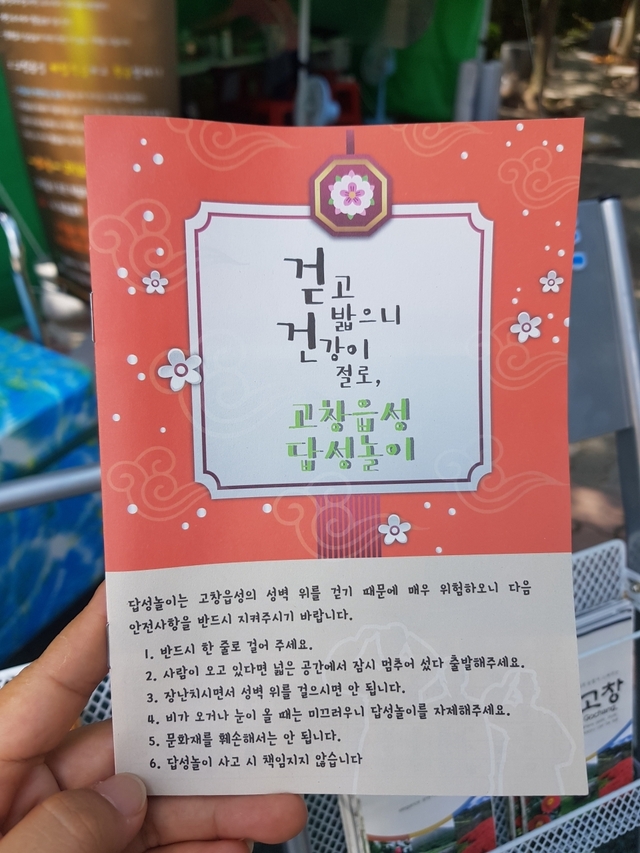 걷고
밟으니
건강이
절로,
고창읍성
답성놀이
답성놀이는 고창읍성의 성벽 위를 걷기 때문에 매우 위험하오니 다음
안전사항을 반드시 지켜주시기 바랍니다.
1. 반드시 한 줄로 걸어 주세요.
2. 사람이 오고 있다면 넓은 공간에서 잠시 멈추어 섰다 출발해주세요.
3. 장난치시면서 성벽 위를 걸으시면 안 됩니다.
4. 비가 오거나 눈이 올 때는 미끄러우니 답성놀이를 자제해주세요.
5. 문화재를 훼손해서는 안 됩니다.
6. 답성놀이 사고 시 책임지지 않습니다
고창